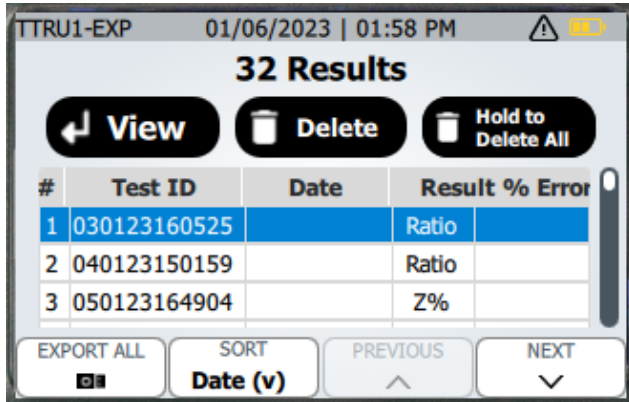 TTRU1-EXP 01/06/2023 | 01:58 PM
32 Results
View Delete Hold to Delete All
# Test ID Date Result % Error
1 030123160525 Ratio
2 040123150159 Ratio
3 050123164904 Z%
EXPORT ALL SORT PREVIOUS NEXT
Date (v)